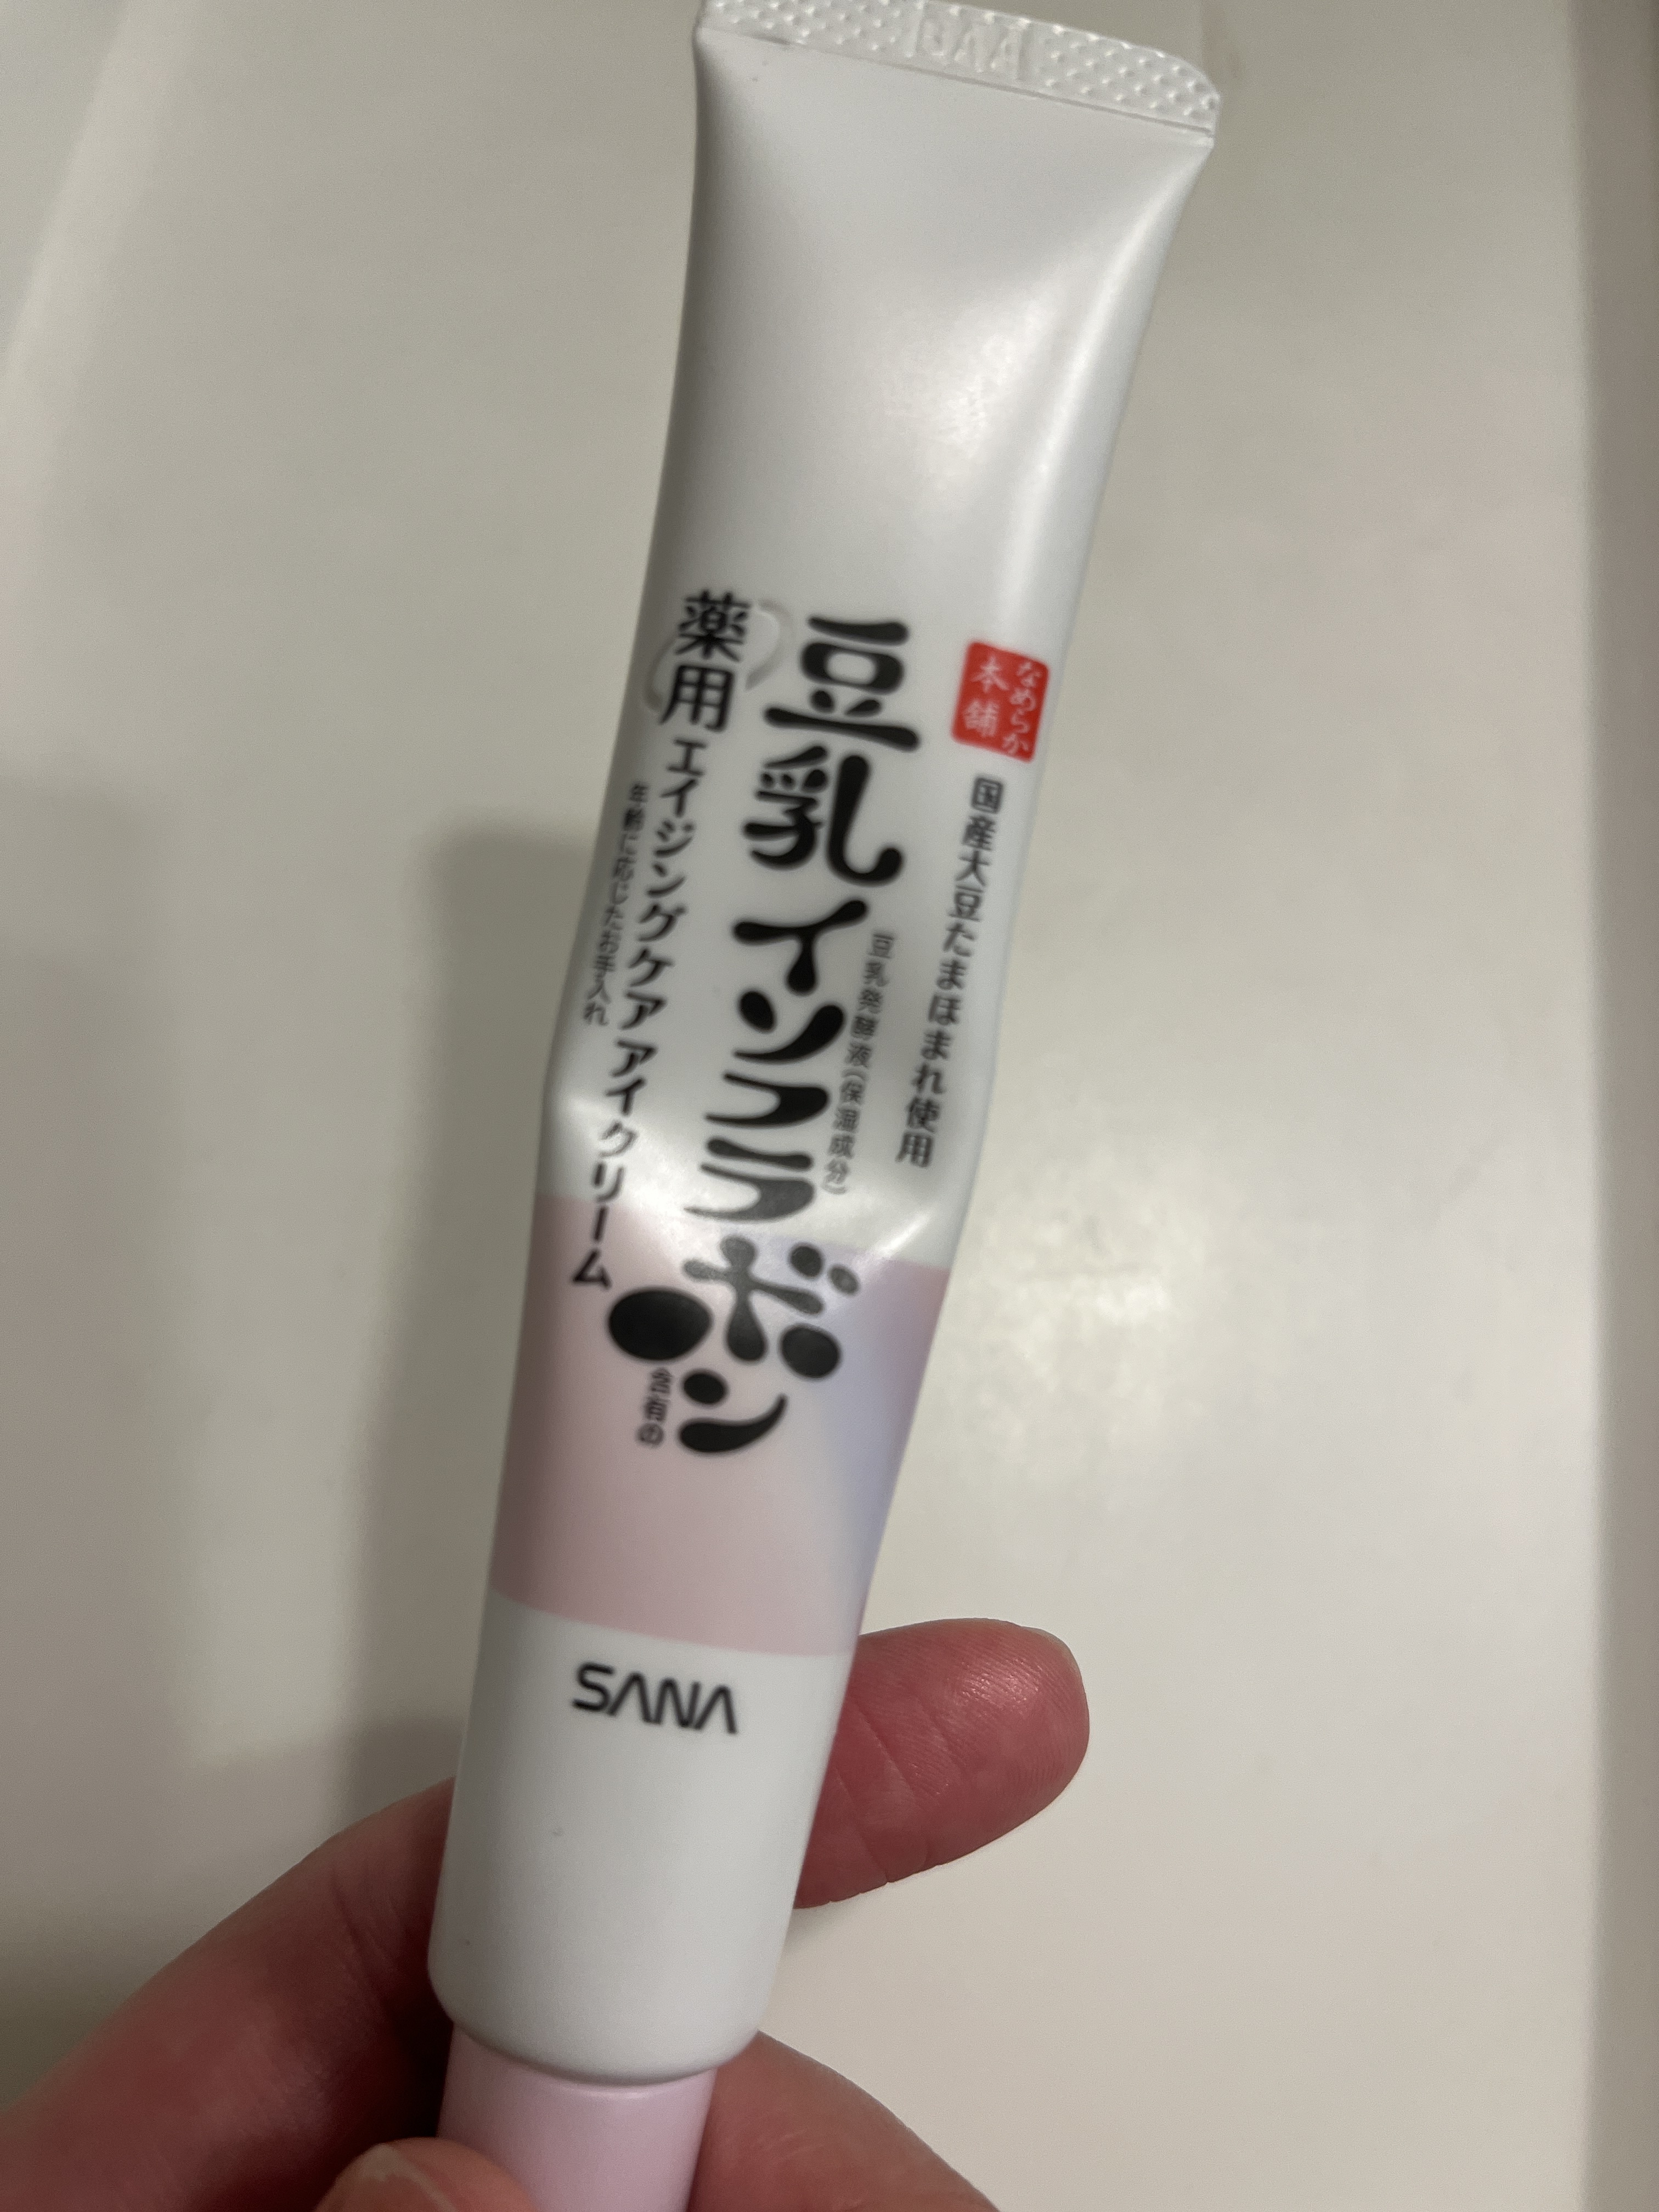 BAA
なめらか
本舗
国産大豆たまほまれ使用
豆乳発酵液(保湿成分)
豆乳イソフラボン
含有の
薬用 エイジングケア アイクリーム
年齢に応じたお手入れ
SANA